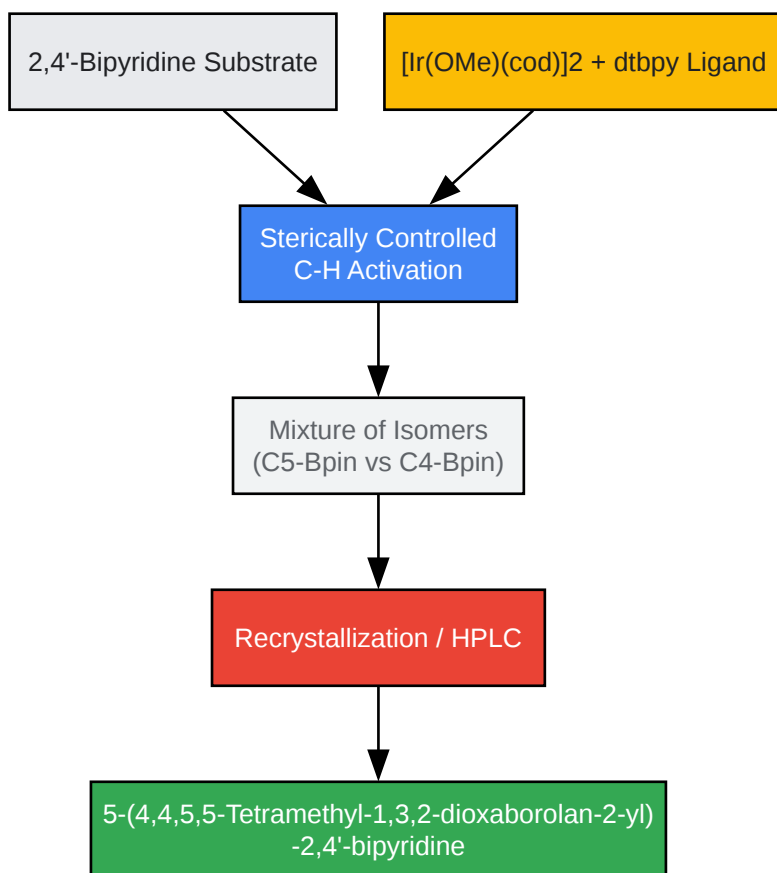 2,4'-Bipyridine Substrate
[Ir(OMe)(cod)]2 + dtbpy Ligand
Sterically Controlled
C-H Activation
Mixture of Isomers
(C5-Bpin vs C4-Bpin)
Recrystallization / HPLC
5-(4,4,5,5-Tetramethyl-1,3,2-dioxaborolan-2-yl)
-2,4'-bipyridine